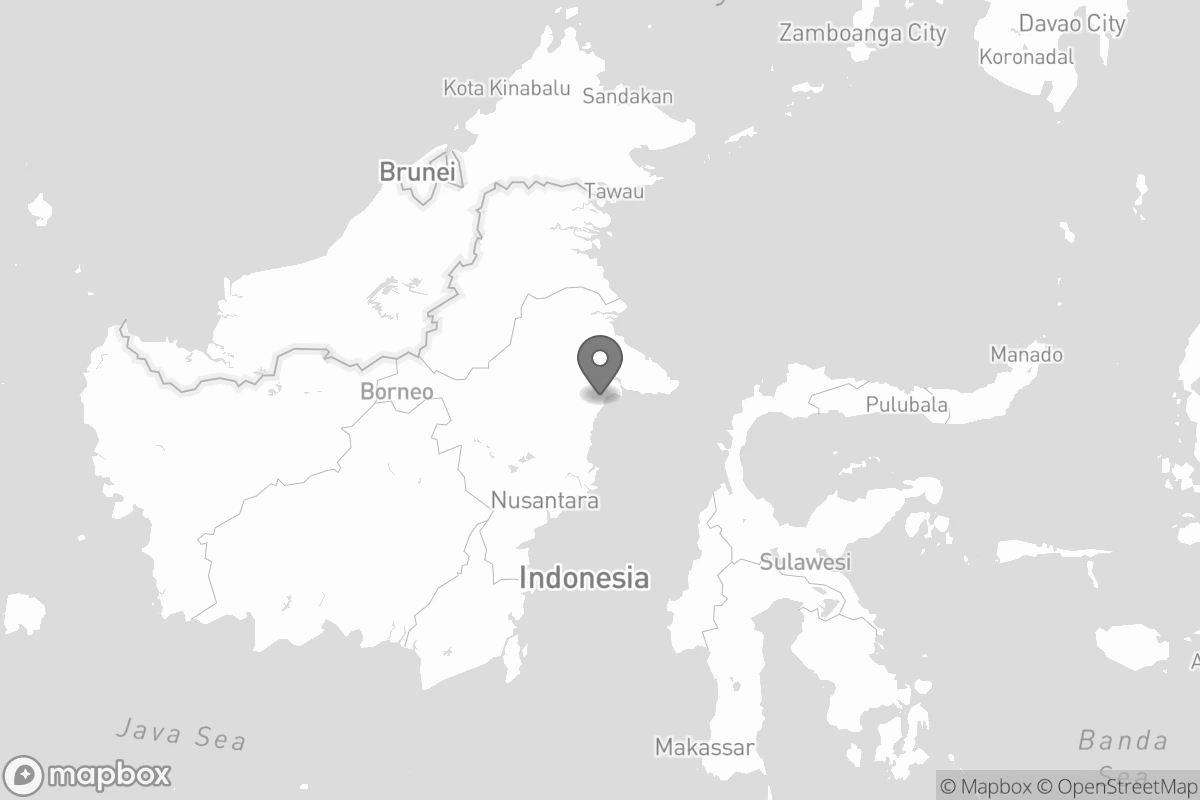 Zamboanga City
Davao City
Koronadal
Kota Kinabalu
Sandakan
Brunei
Tawau
Manado
Borneo
Pulubala
Nusantara
Sulawesi
Indonesia
Java Sea
Makassar
Banda
Sea
mapbox
© Mapbox © OpenStreetMap